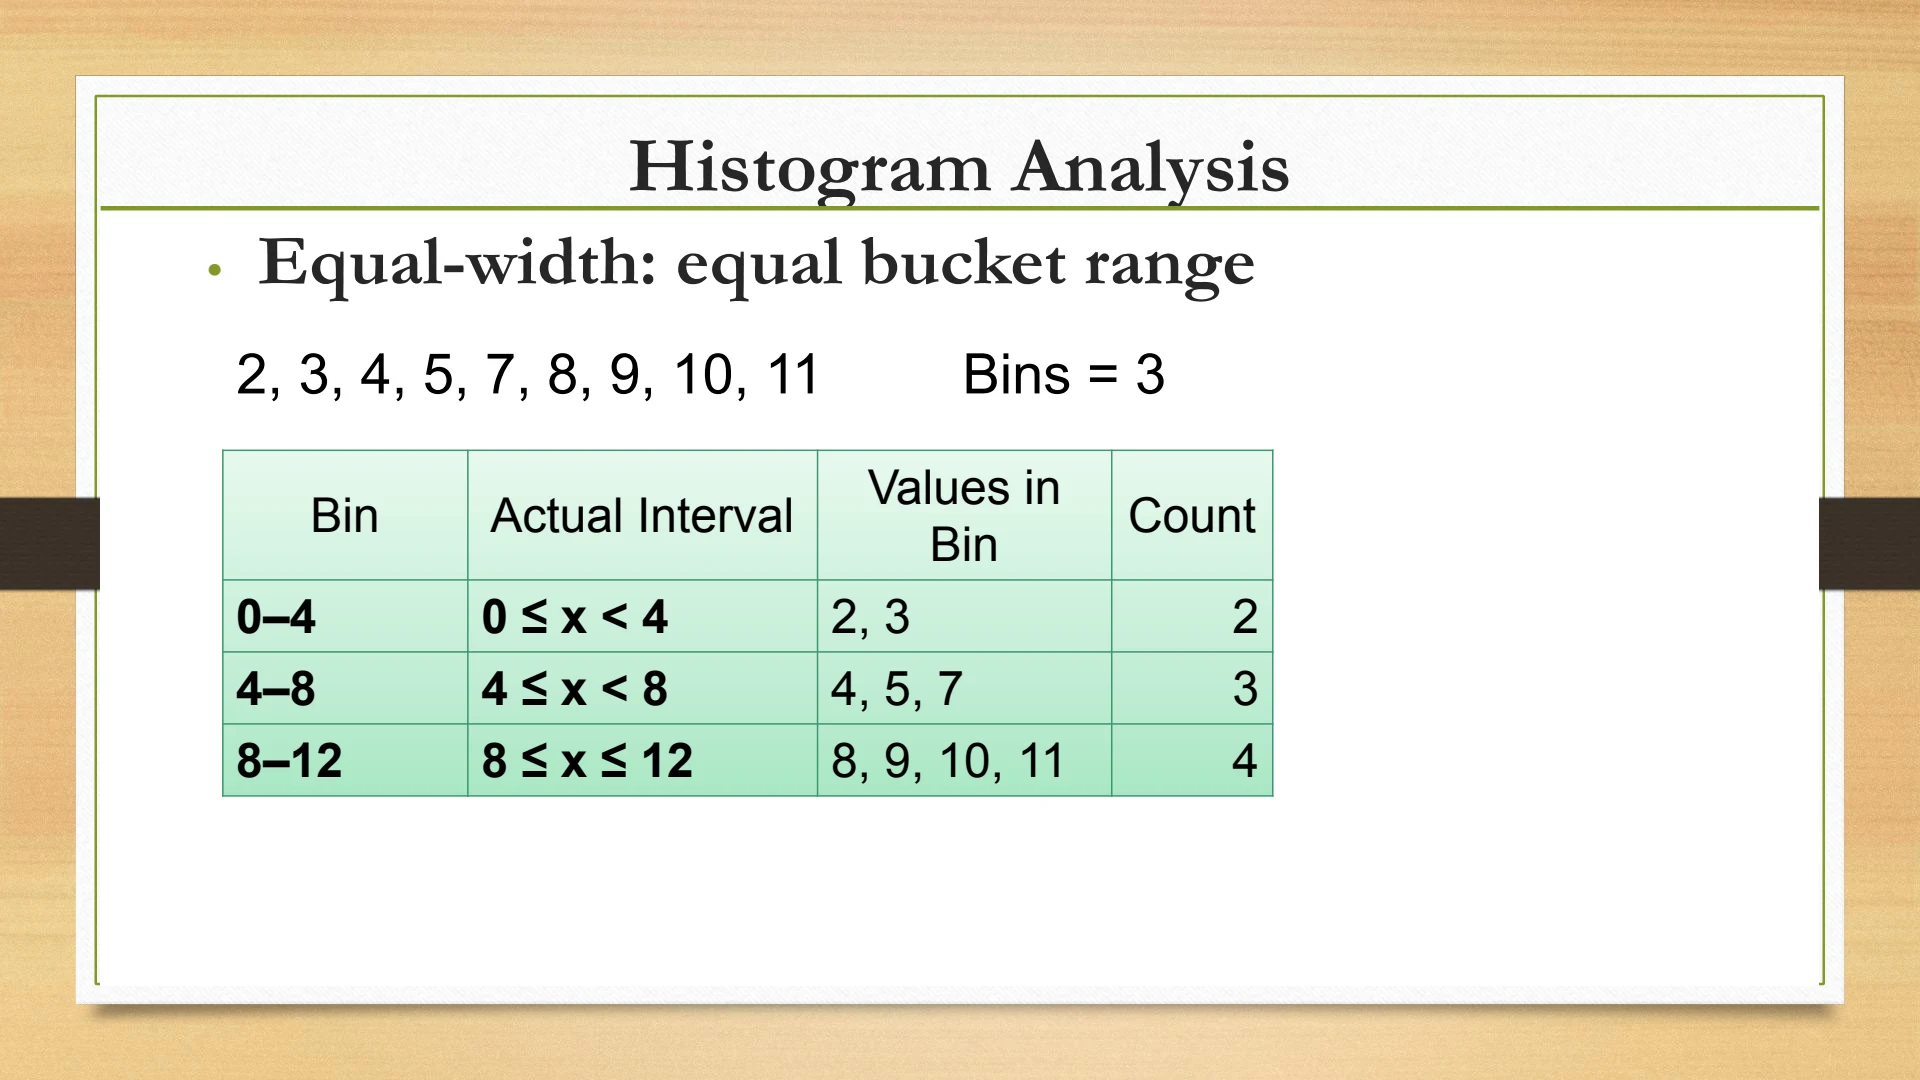 Histogram Analysis
• Equal-width: equal bucket range
2, 3, 4, 5, 7, 8, 9, 10, 11 Bins = 3
Bin Actual Interval Values in Bin Count
0–4 0 ≤ x < 4 2, 3 2
4–8 4 ≤ x < 8 4, 5, 7 3
8–12 8 ≤ x ≤ 12 8, 9, 10, 11 4